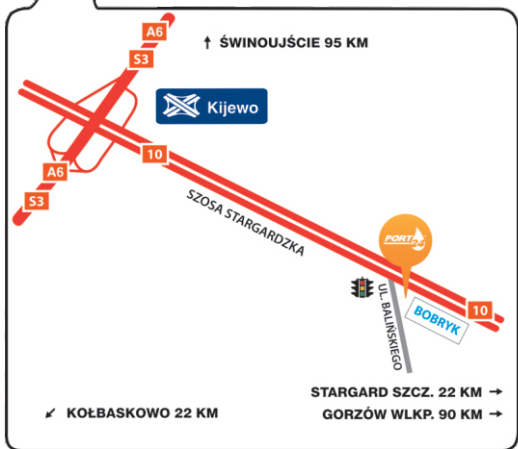 A6
↑ ŚWINOUJŚCIE 95 KM
S3
Kijewo
10
A6
S3
SZOSA STARGARDZKA
PORT
24
UL. BALIŃSKIEGO
BOBRYK
10
STARGARD SZCZ. 22 KM →
↙ KOŁBASKOWO 22 KM
GORZÓW WLKP. 90 KM →